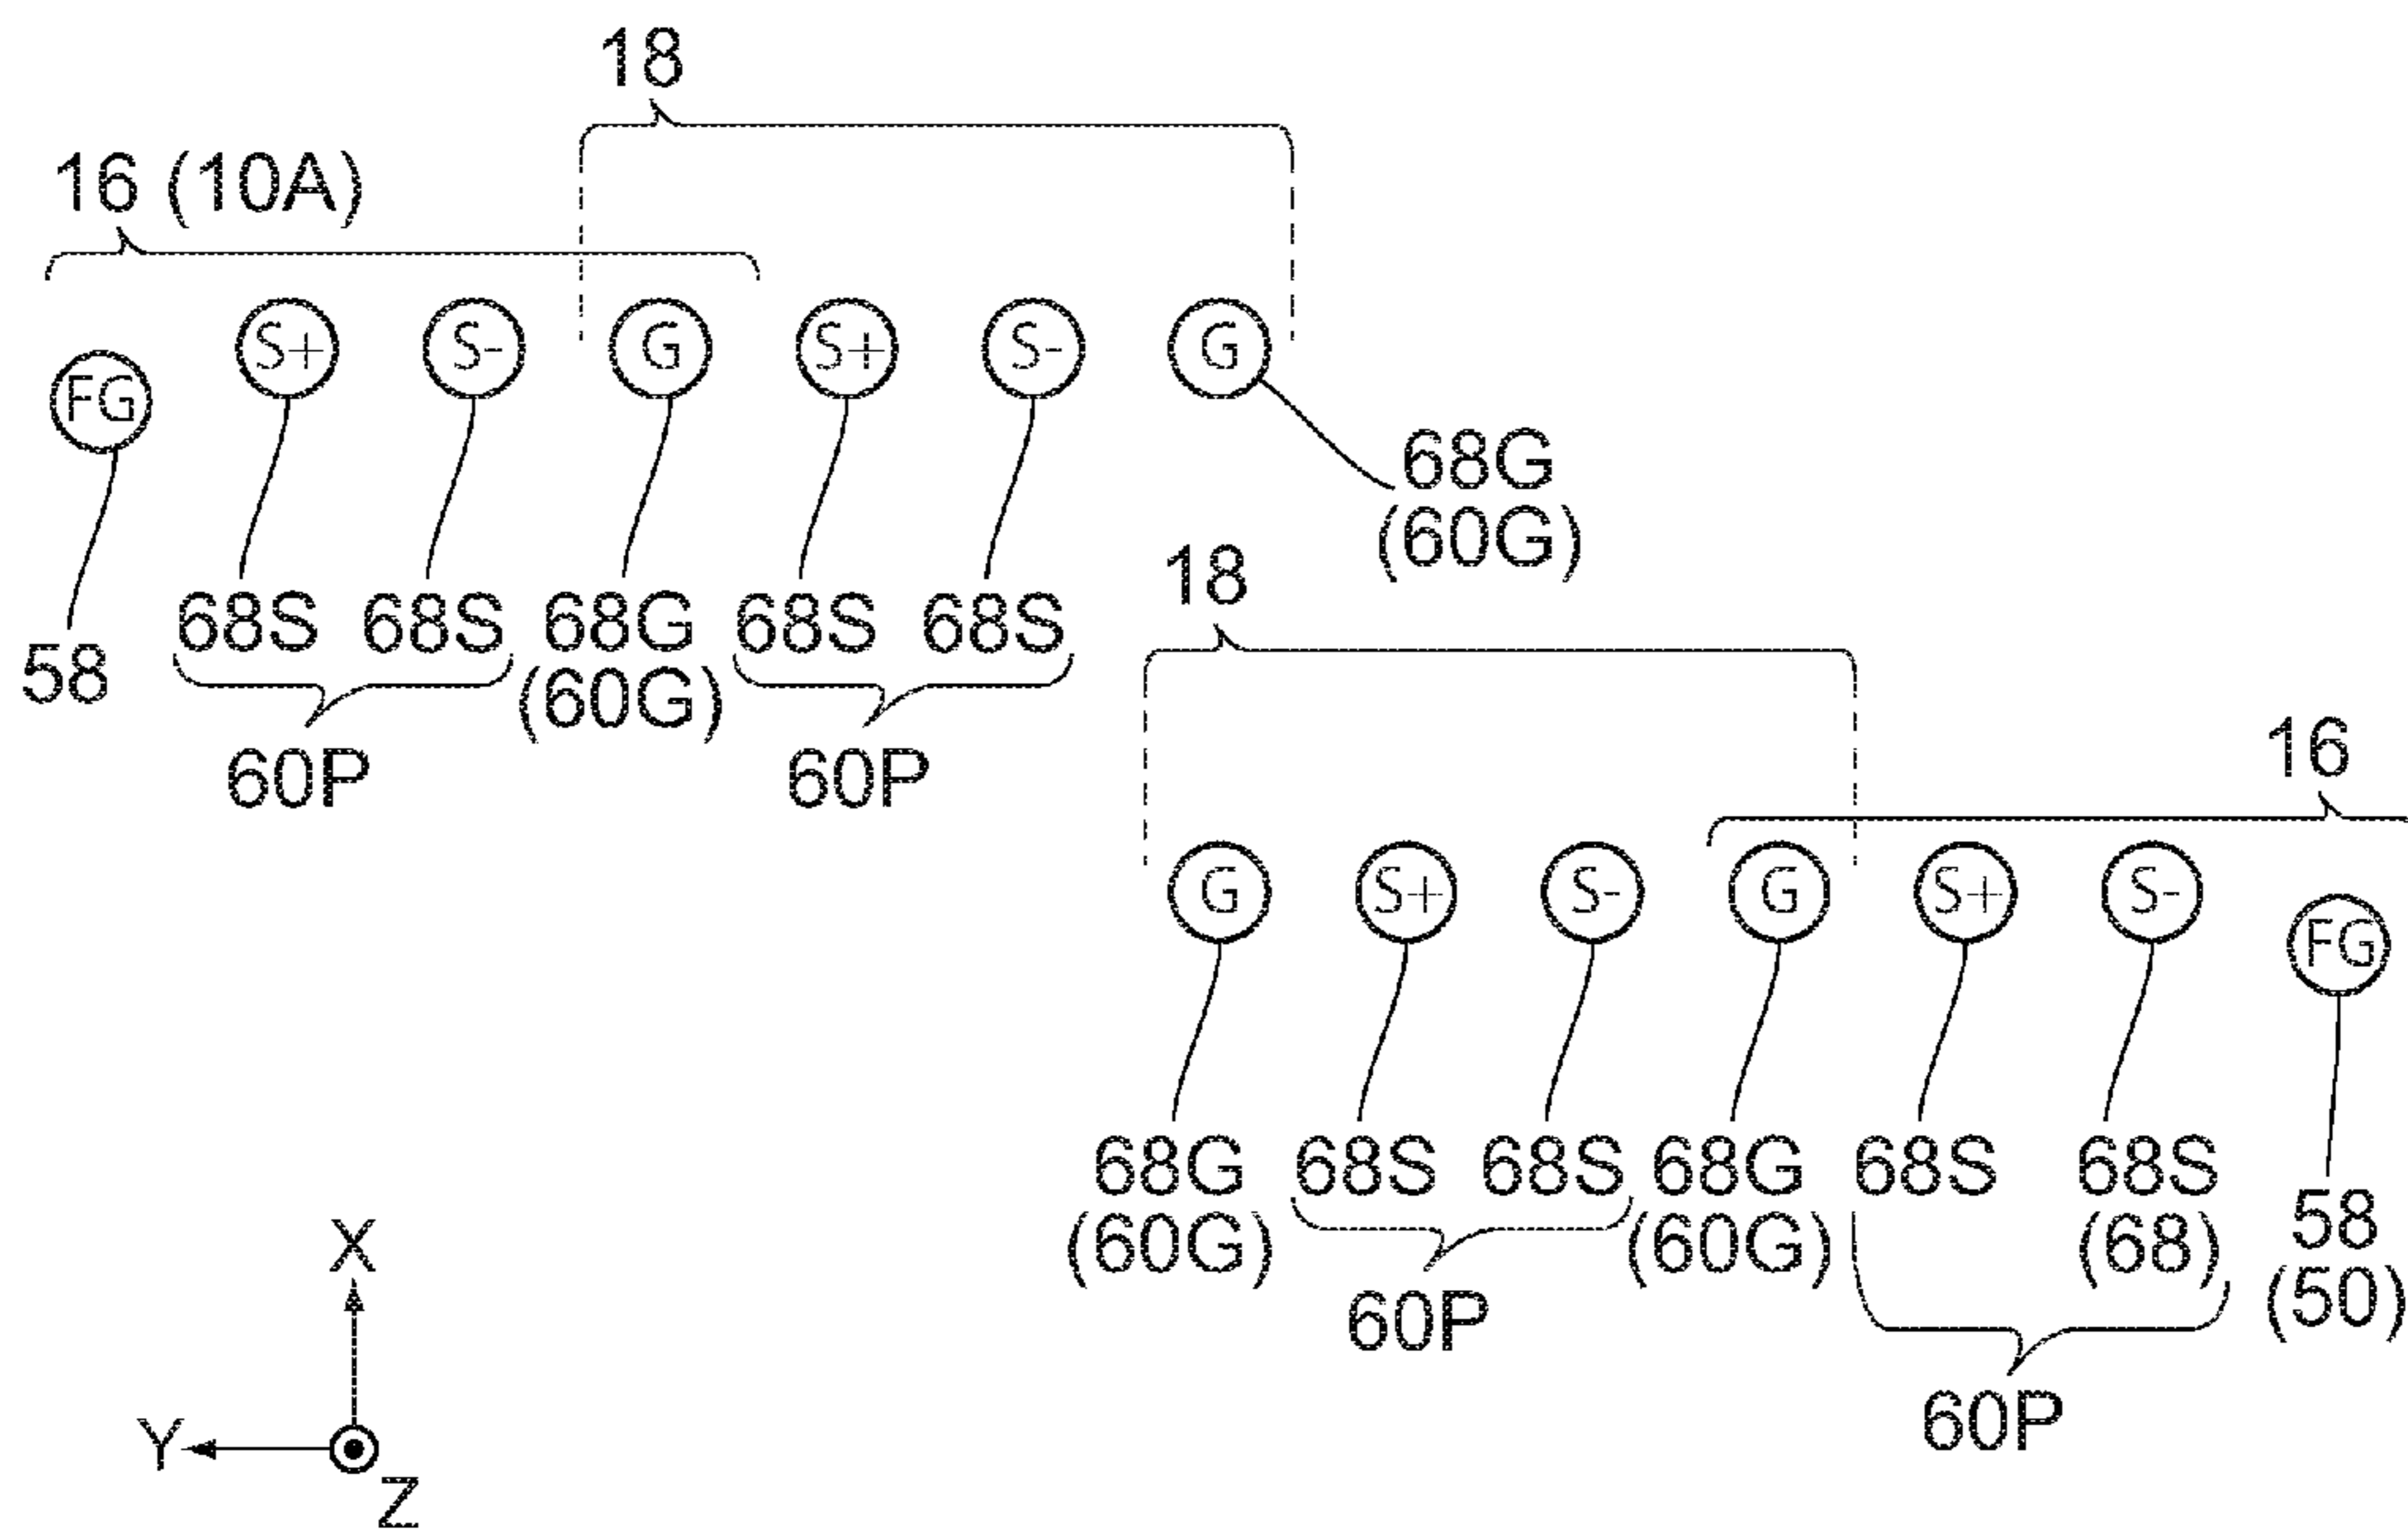 18
16 (10A)
FG S+ S- G S+ S- G
68G
(60G)
58 68S 68S 68G 68S 68S
(60G)
60P 60P
18
16
G S+ S- G S+ S- FG
68G 68S 68S 68G 68S 68S 58
(60G) (60G) (68) (50)
60P
60P
X
Y
Z